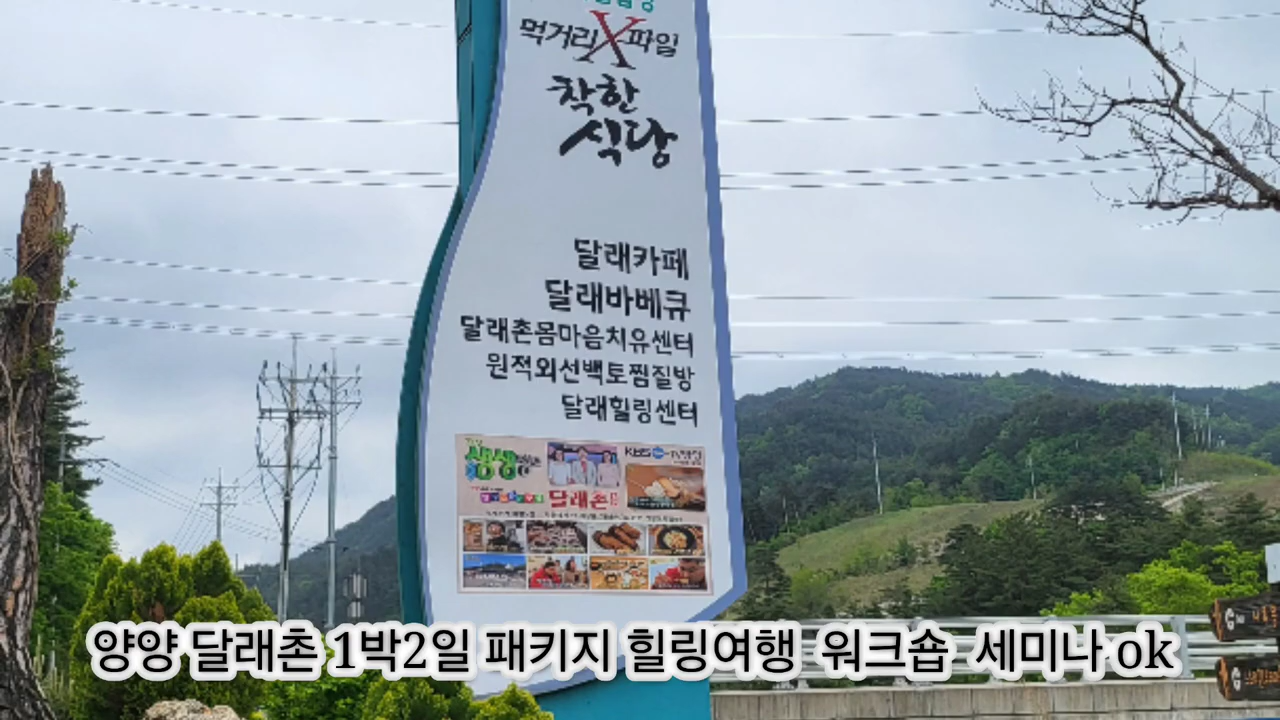 먹거리X파일
착한
식당
달래카페
달래바베큐
달래촌몸마음치유센터
원적외선백토찜질방
달래힐링센터
생생
KBS
달래촌
양양 달래촌 1박2일 패키지 힐링여행 워크숍 세미나 ok